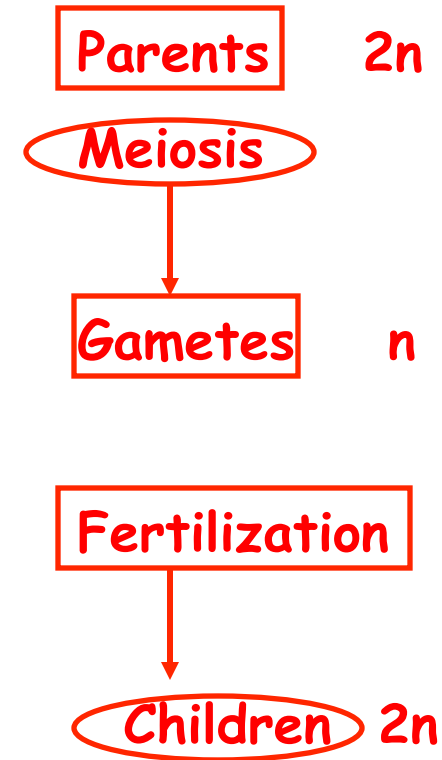 Parents 2n
Meiosis
Gametes n
Fertilization
Children 2n